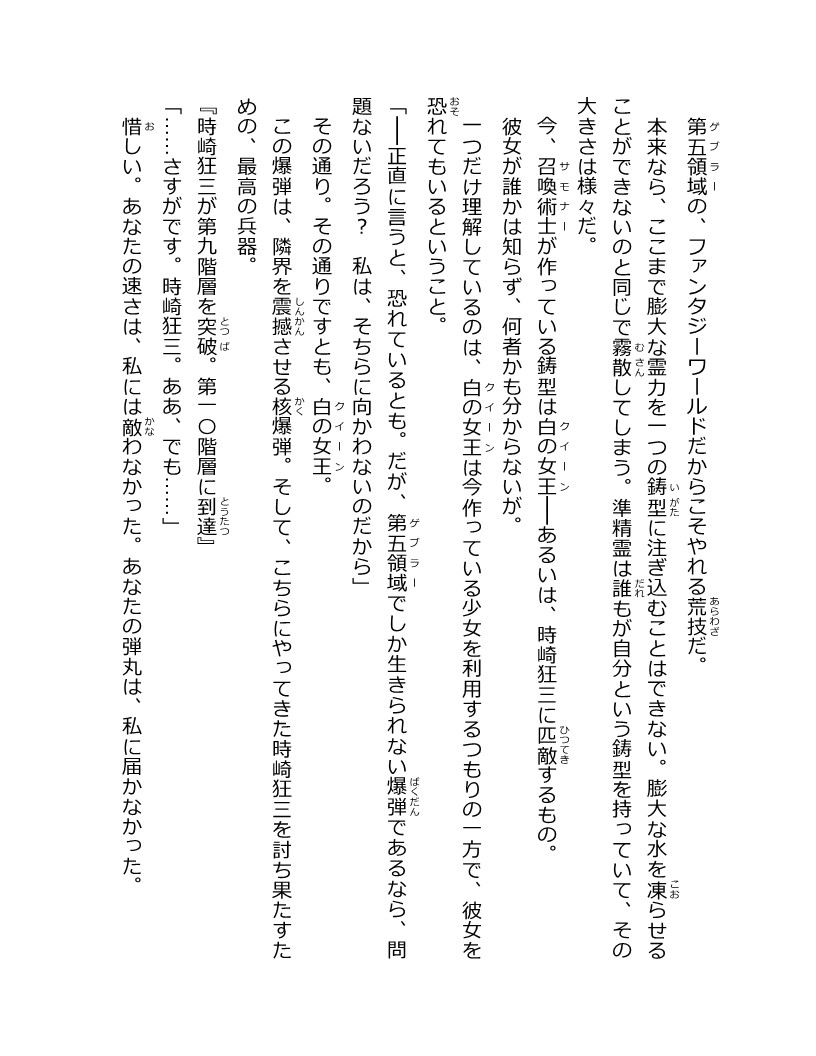 第五領域の、ファンタジーワールドだからこそやれる荒技だ。
本来なら、ここまで膨大な霊力を一つの鋳型に注ぎ込むことはできない。膨大な水を凍らせる
ことができないのと同じで霧散してしまう。準精霊は誰もが自分という鋳型を持っていて、その
大きさは様々だ。
今、召喚術士が作っている鋳型は白の女王――あるいは、時崎狂三に匹敵するもの。
彼女が誰かは知らず、何者かも分からないが。
一つだけ理解しているのは、白の女王は今作っている少女を利用するつもりの一方で、彼女を
恐れてもいるということ。
「――正直に言うと、恐れているとも。だが、第五領域でしか生きられない爆弾であるなら、問
題ないだろう？　私は、そちらに向かわないのだから」
その通り。その通りですとも、白の女王。
この爆弾は、隣界を震撼させる核爆弾。そして、こちらにやってきた時崎狂三を討ち果たすた
めの、最高の兵器。
『時崎狂三が第九階層を突破。第一〇階層に到達』
「……さすがです。時崎狂三。ああ、でも……」
惜しい。あなたの速さは、私には敵わなかった。あなたの弾丸は、私に届かなかった。